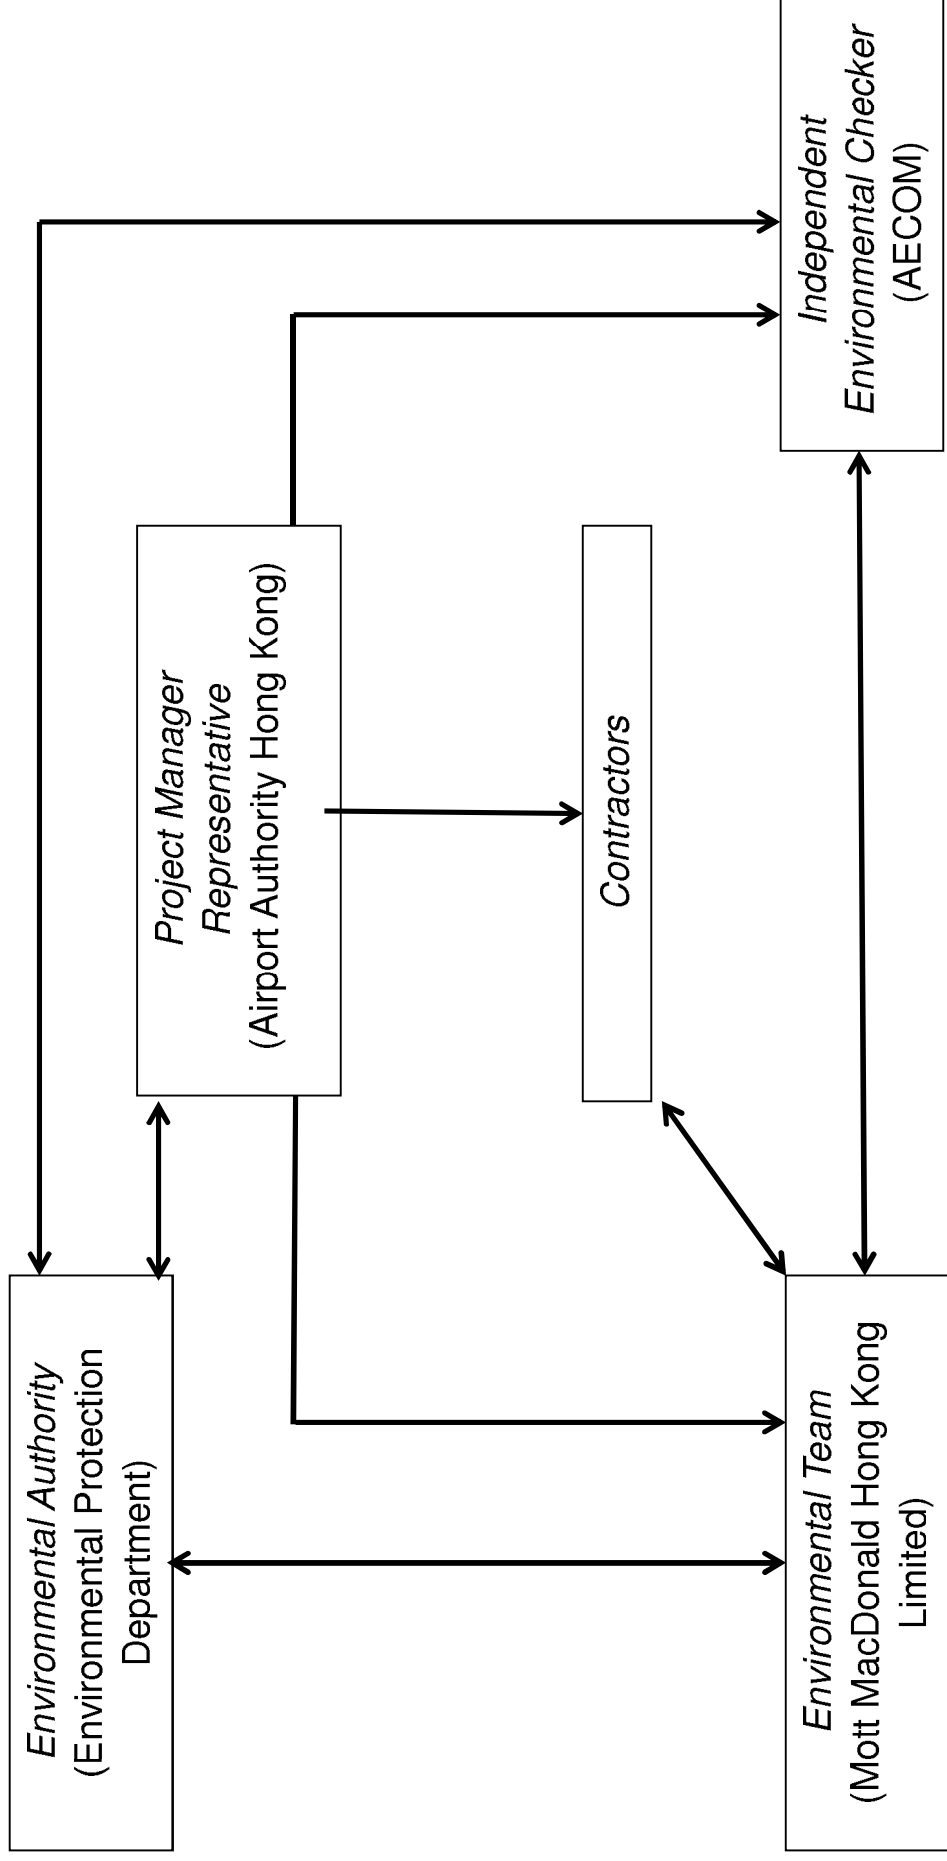 Environmental Authority
(Environmental Protection
Department)
Project Manager
Representative
(Airport Authority Hong Kong)
Contractors
Environmental Team
(Mott MacDonald Hong Kong
Limited)
Independent
Environmental Checker
(AECOM)